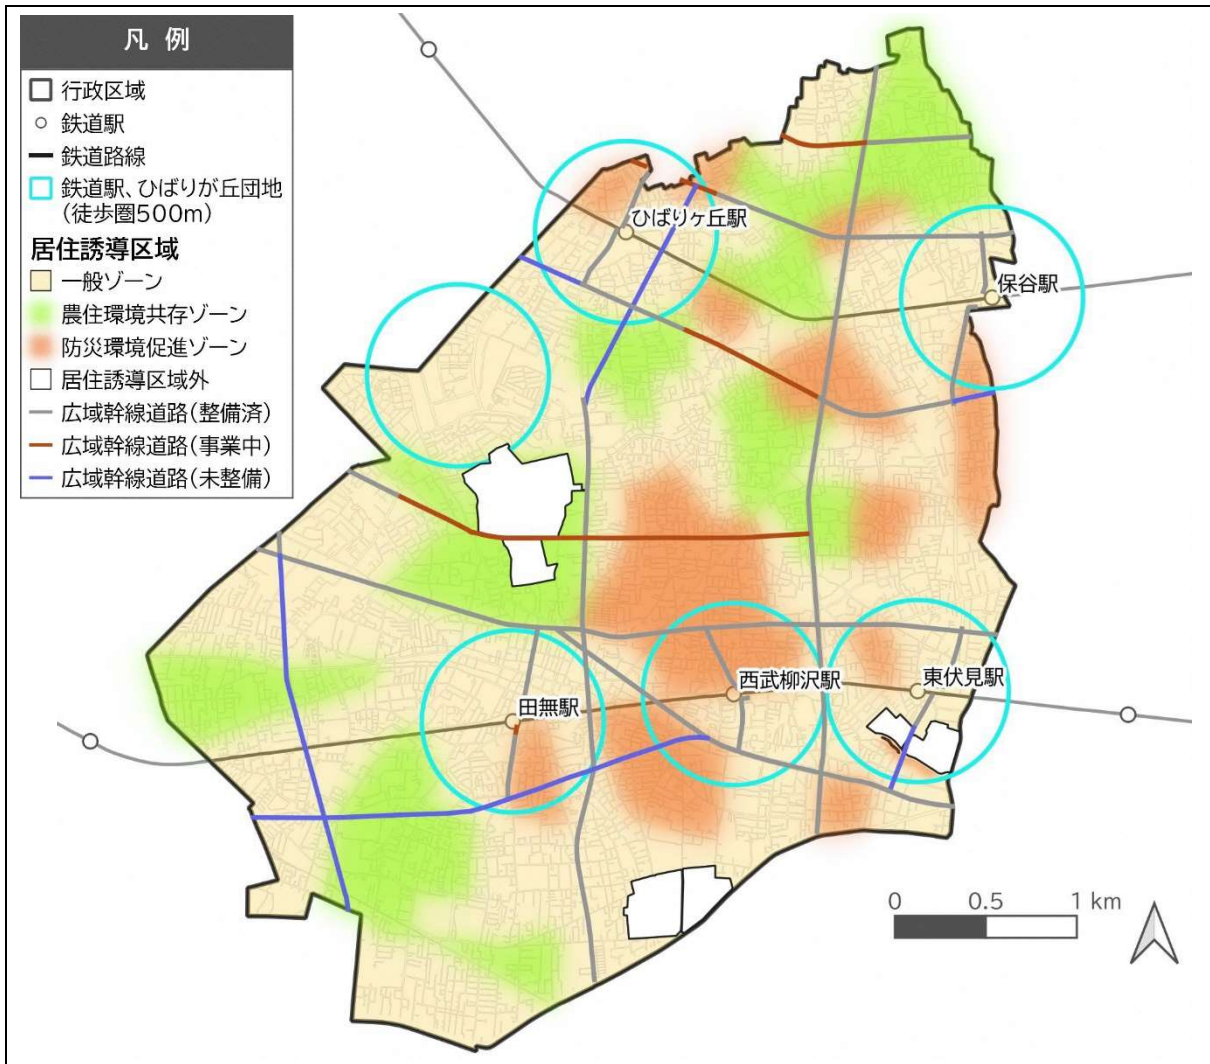 凡 例
行政区域
鉄道駅
鉄道路線
鉄道駅、ひばりが丘団地
(徒歩圏500m)
居住誘導区域
一般ゾーン
農住環境共存ゾーン
防災環境促進ゾーン
居住誘導区域外
広域幹線道路(整備済)
広域幹線道路(事業中)
広域幹線道路(未整備)
ひばりヶ丘駅
保谷駅
西武柳沢駅
東伏見駅
田無駅
0 0.5 1 km